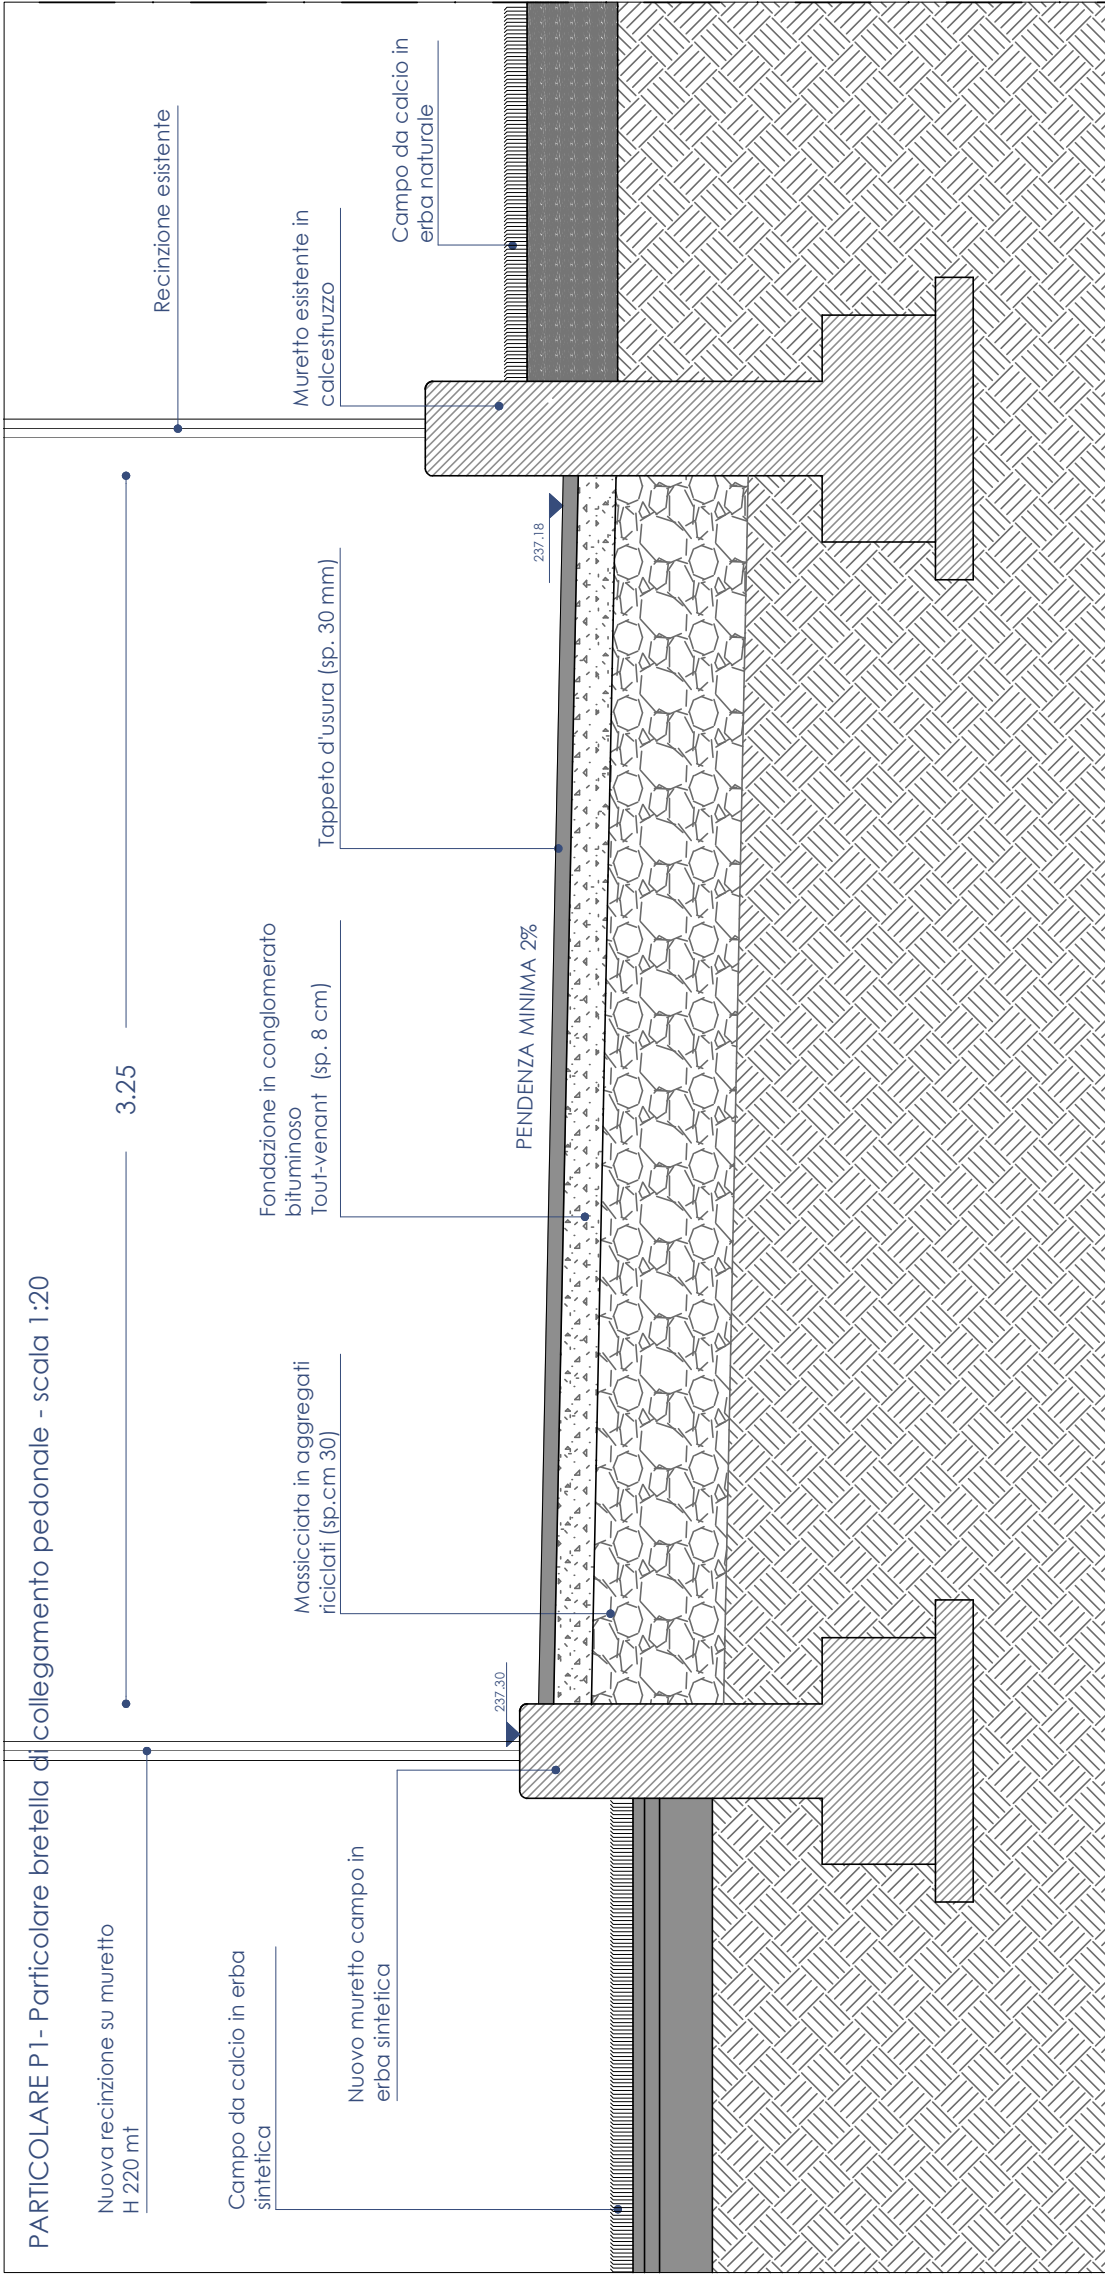 PARTICOLARE P1- Particolare bretella di collegamento pedonale - scala 1:20
Nuova recinzione su muretto
H 220 mt
Campo da calcio in erba
sintetica
Nuovo muretto campo in
erba sintetica
237.30
3.25
Massicciata in aggregati
riciclati (sp.cm 30)
Fondazione in conglomerato
bituminoso
Tout-venant (sp. 8 cm)
PENDENZA MINIMA 2%
Tappeto d'usura (sp. 30 mm)
237.18
Recinzione esistente
Muretto esistente in
calcestruzzo
Campo da calcio in
erba naturale